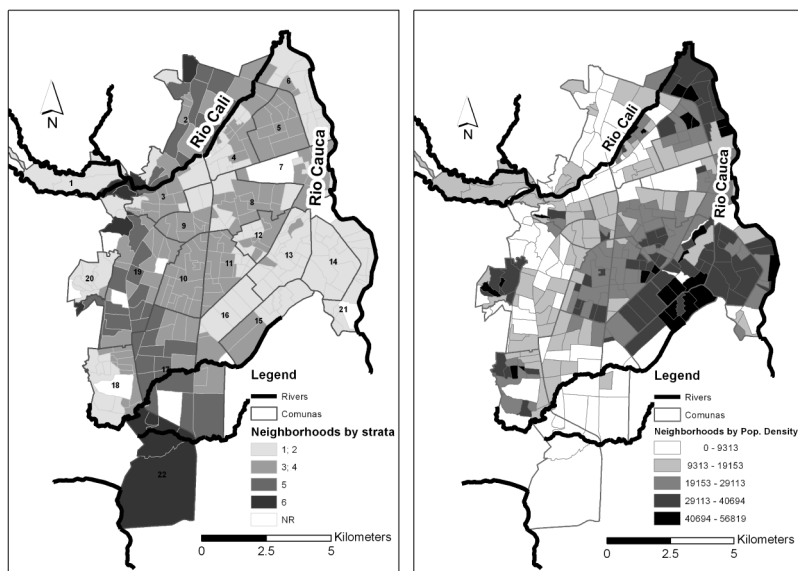 N
Rio Cali
Rio Cauca
1
2
3
4
5
6
7
8
9
10
11
12
13
14
15
16
17
18
19
20
21
22
Legend
Rivers
Comunas
Neighborhoods by strata
1; 2
3; 4
5
6
NR
Kilometers
0 2.5 5
N
Rio Cali
Rio Cauca
Legend
Rivers
Comunas
Neighborhoods by Pop. Density
0 - 9313
9313 - 19153
19153 - 29113
29113 - 40694
40694 - 56819
Kilometers
0 2.5 5